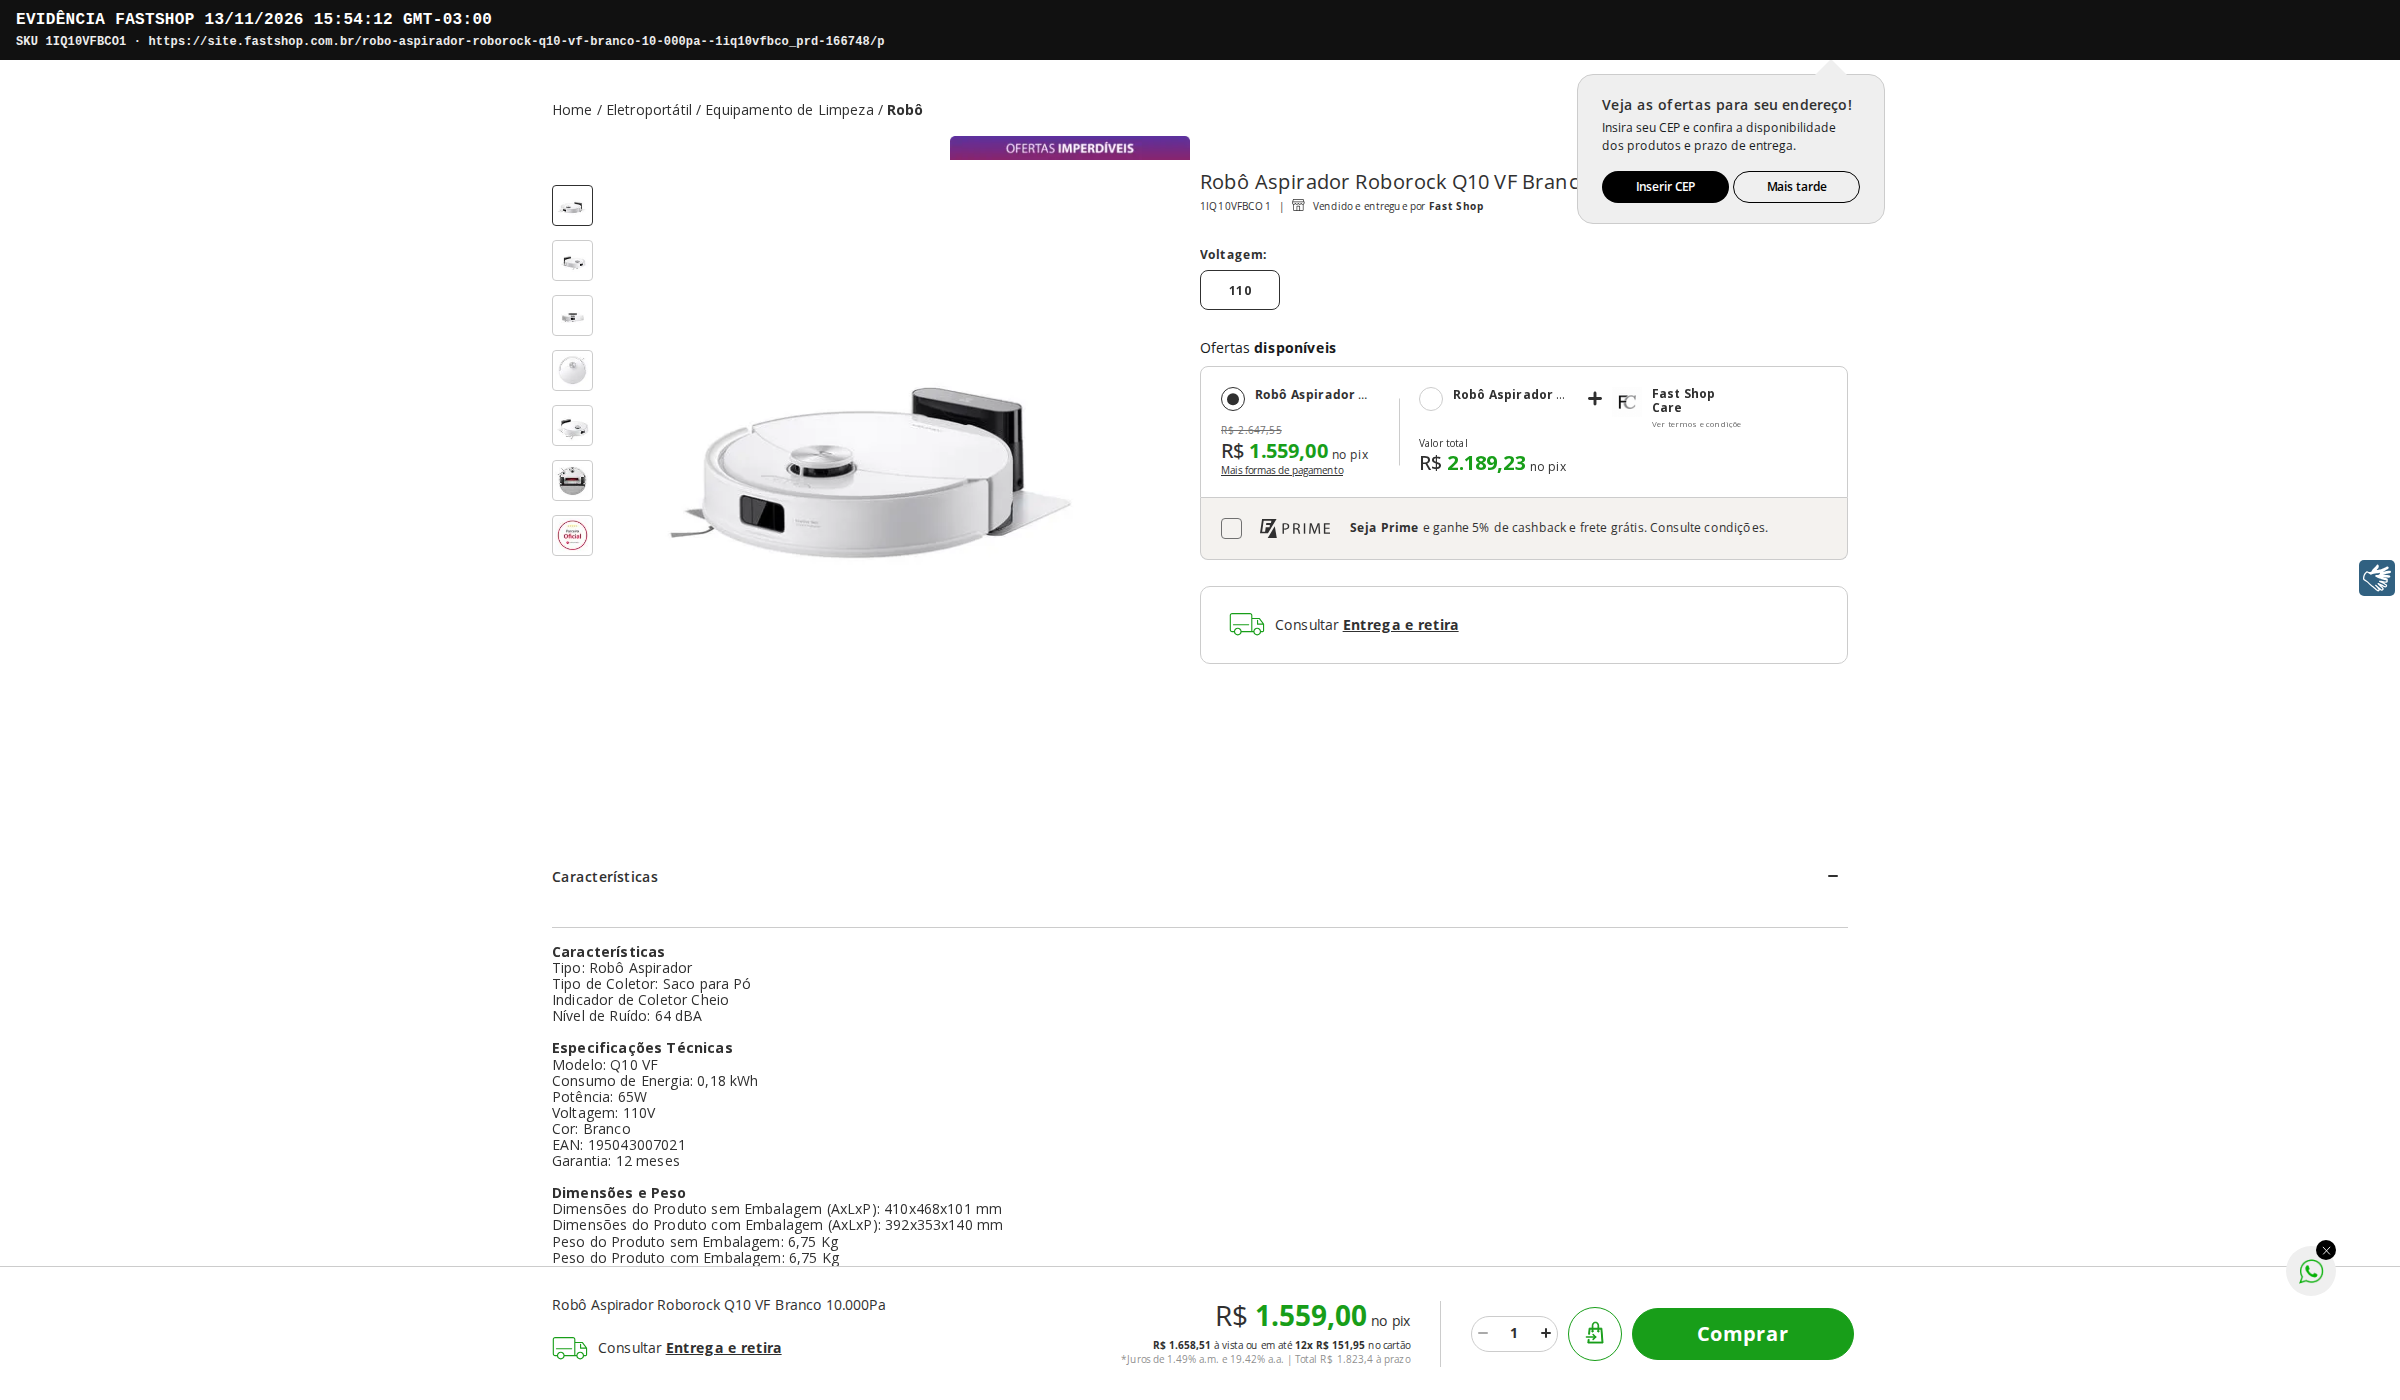 EVIDÊNCIA FASTSHOP 13/11/2026 15:54:12 GMT-03:00
SKU 1IQ10VFBCO1 · https://site.fastshop.com.br/robo-aspirador-roborock-q10-vf-branco-10-000pa--1iq10vfbco_prd-166748/p
Veja as ofertas para seu endereço!
Insira seu CEP e confira a disponibilidade
dos produtos e prazo de entrega.
Inserir CEP
Mais tarde
Home / Eletroportátil / Equipamento de Limpeza / Robô
OFERTAS IMPERDÍVEIS
Robô Aspirador Roborock Q10 VF Branc
1IQ10VFBCO1 | Vendido e entregue por Fast Shop
Voltagem:
110
Ofertas disponíveis
Robô Aspirador ...
R$ 2.647,55
R$ 1.559,00 no pix
Mais formas de pagamento
Robô Aspirador ...
+
FC
Fast Shop
Care
Ver termos e condiçõe
Valor total
R$ 2.189,23 no pix
PRIME
Seja Prime e ganhe 5% de cashback e frete grátis. Consulte condições.
Consultar Entrega e retira
Oficial
Características
Características
Tipo: Robô Aspirador
Tipo de Coletor: Saco para Pó
Indicador de Coletor Cheio
Nível de Ruído: 64 dBA
Especificações Técnicas
Modelo: Q10 VF
Consumo de Energia: 0,18 kWh
Potência: 65W
Voltagem: 110V
Cor: Branco
EAN: 195043007021
Garantia: 12 meses
Dimensões e Peso
Dimensões do Produto sem Embalagem (AxLxP): 410x468x101 mm
Dimensões do Produto com Embalagem (AxLxP): 392x353x140 mm
Peso do Produto sem Embalagem: 6,75 Kg
Peso do Produto com Embalagem: 6,75 Kg
Robô Aspirador Roborock Q10 VF Branco 10.000Pa
Consultar Entrega e retira
R$ 1.559,00 no pix
R$ 1.658,51 à vista ou em até 12x R$ 151,95 no cartão
*Juros de 1.49% a.m. e 19.42% a.a. | Total R$ 1.823,4 à prazo
− 1 +
Comprar